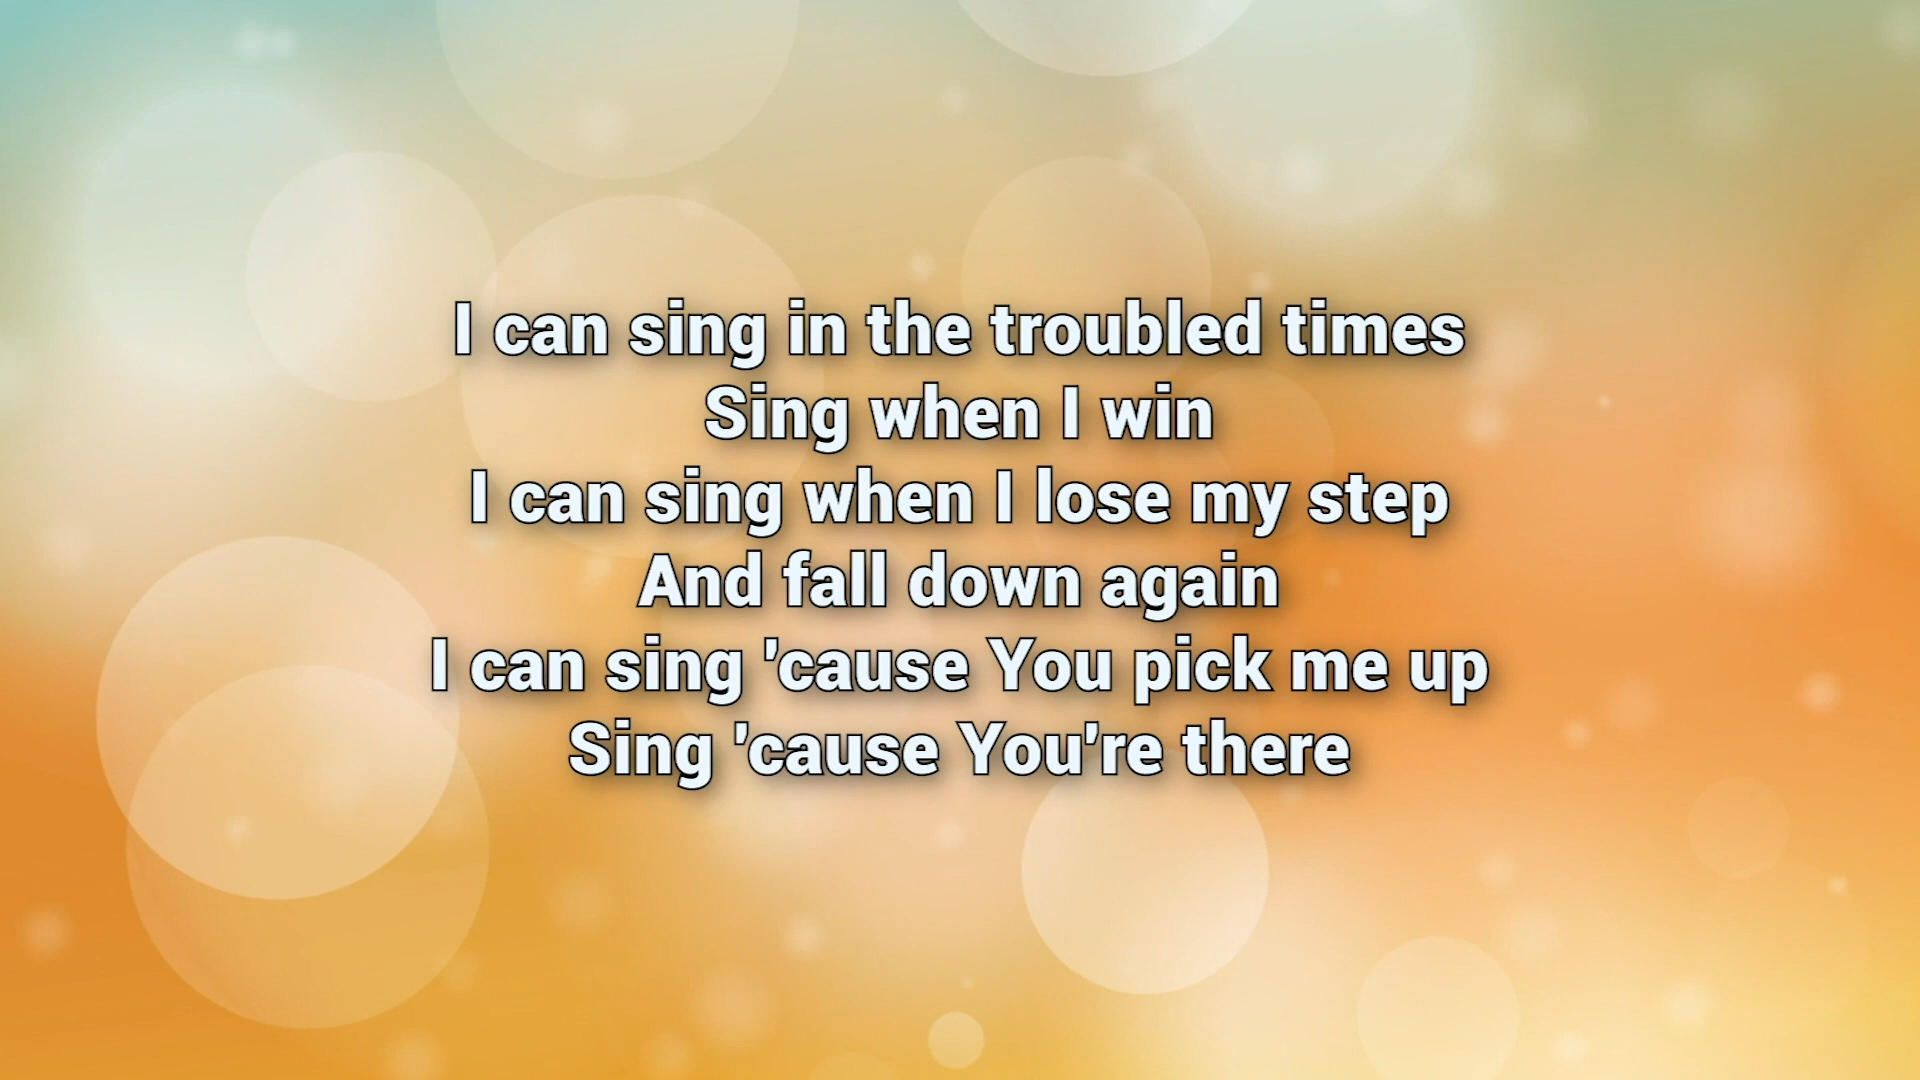 I can sing in the troubled times
Sing when I win
I can sing when I lose my step
And fall down again
I can sing 'cause You pick me up
Sing 'cause You're there